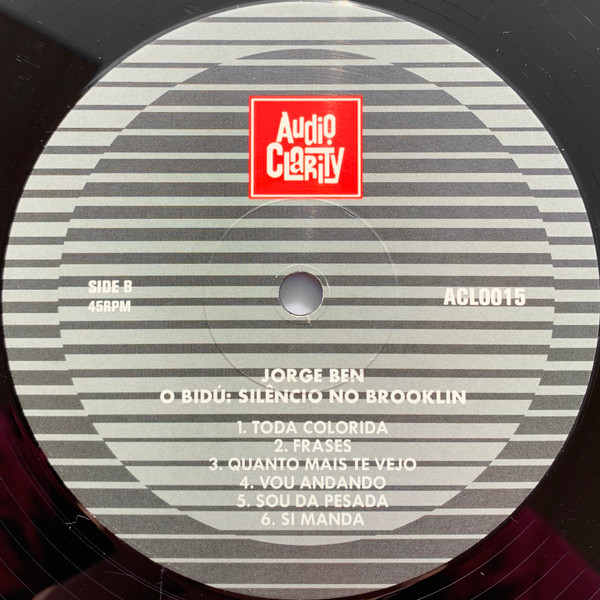 Audio
Clarity
SIDE B
45RPM
ACL0015
JORGE BEN
O BIDÚ: SILÊNCIO NO BROOKLIN
1. TODA COLORIDA
2. FRASES
3. QUANTO MAIS TE VEJO
4. VOU ANDANDO
5. SOU DA PESADA
6. SI MANDA